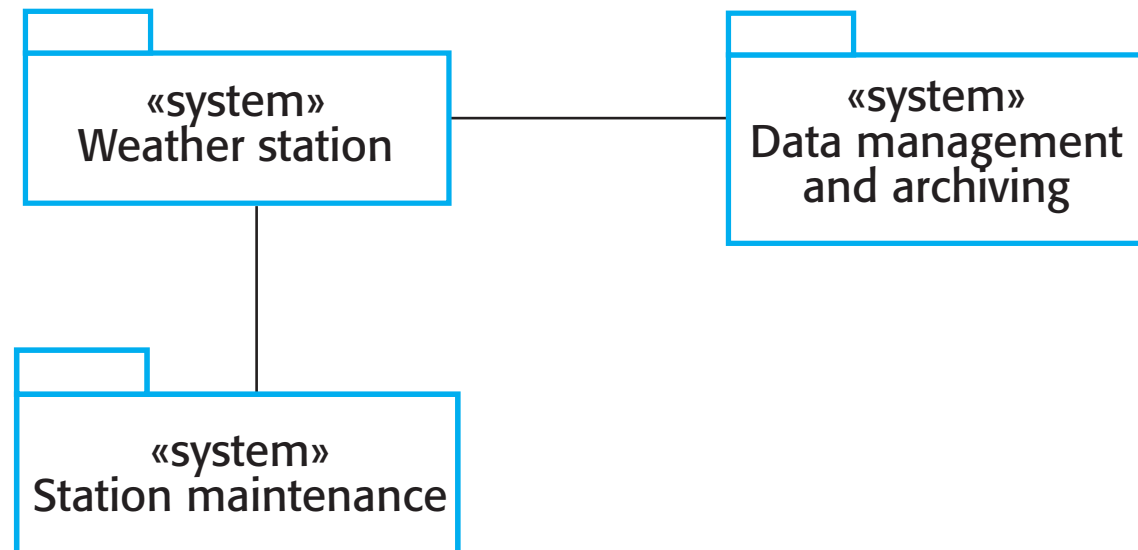 «system»
Weather station
«system»
Data management
and archiving
«system»
Station maintenance